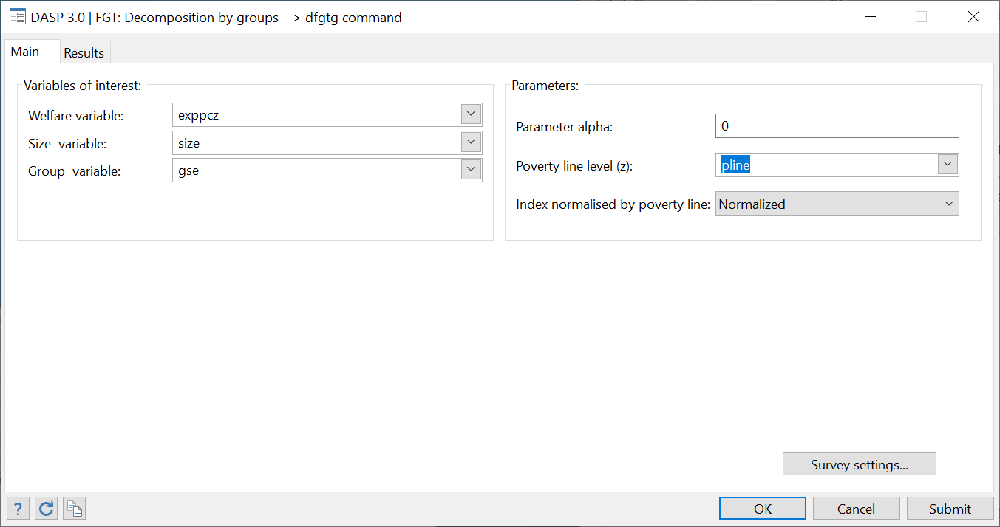 DASP 3.0 | FGT: Decomposition by groups --> dfgtg command
Main
Results
Variables of interest:
Welfare variable:
exppcz
Size variable:
size
Group variable:
gse
Parameters:
Parameter alpha:
0
Poverty line level (z):
pline
Index normalised by poverty line:
Normalized
Survey settings...
?
OK
Cancel
Submit